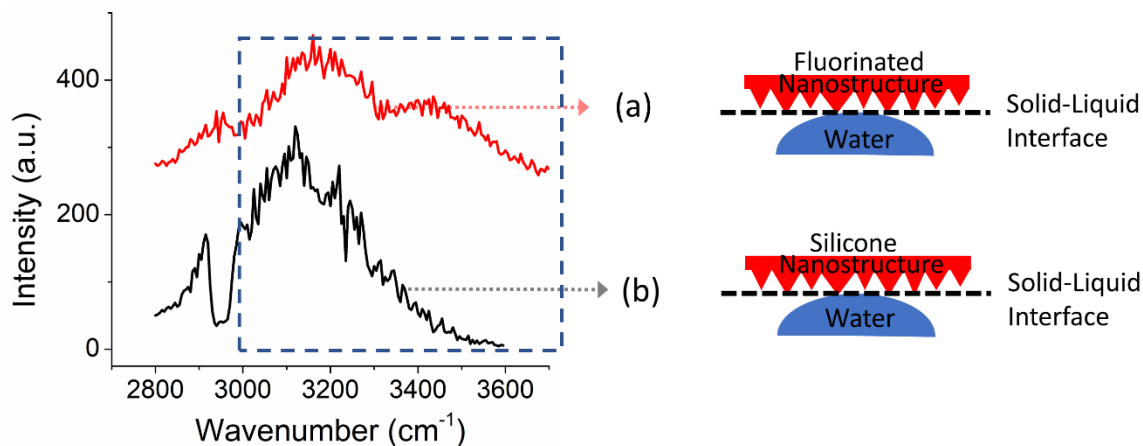 400
200
0
Intensity (a.u.)
2800 3000 3200 3400 3600
Wavenumber (cm⁻¹)
(a)
Fluorinated
Nanostructure
Water
Solid-Liquid
Interface
(b)
Silicone
Nanostructure
Water
Solid-Liquid
Interface